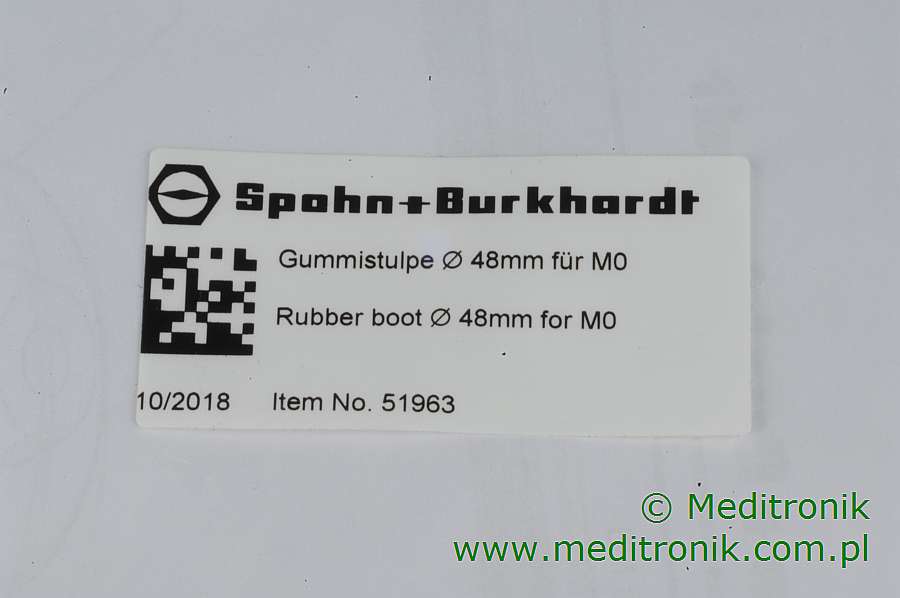 Spohn+Burkhardt
Gummistulpe Ø 48mm für M0
Rubber boot Ø 48mm for M0
10/2018 Item No. 51963
© Meditronik
www.meditronik.com.pl